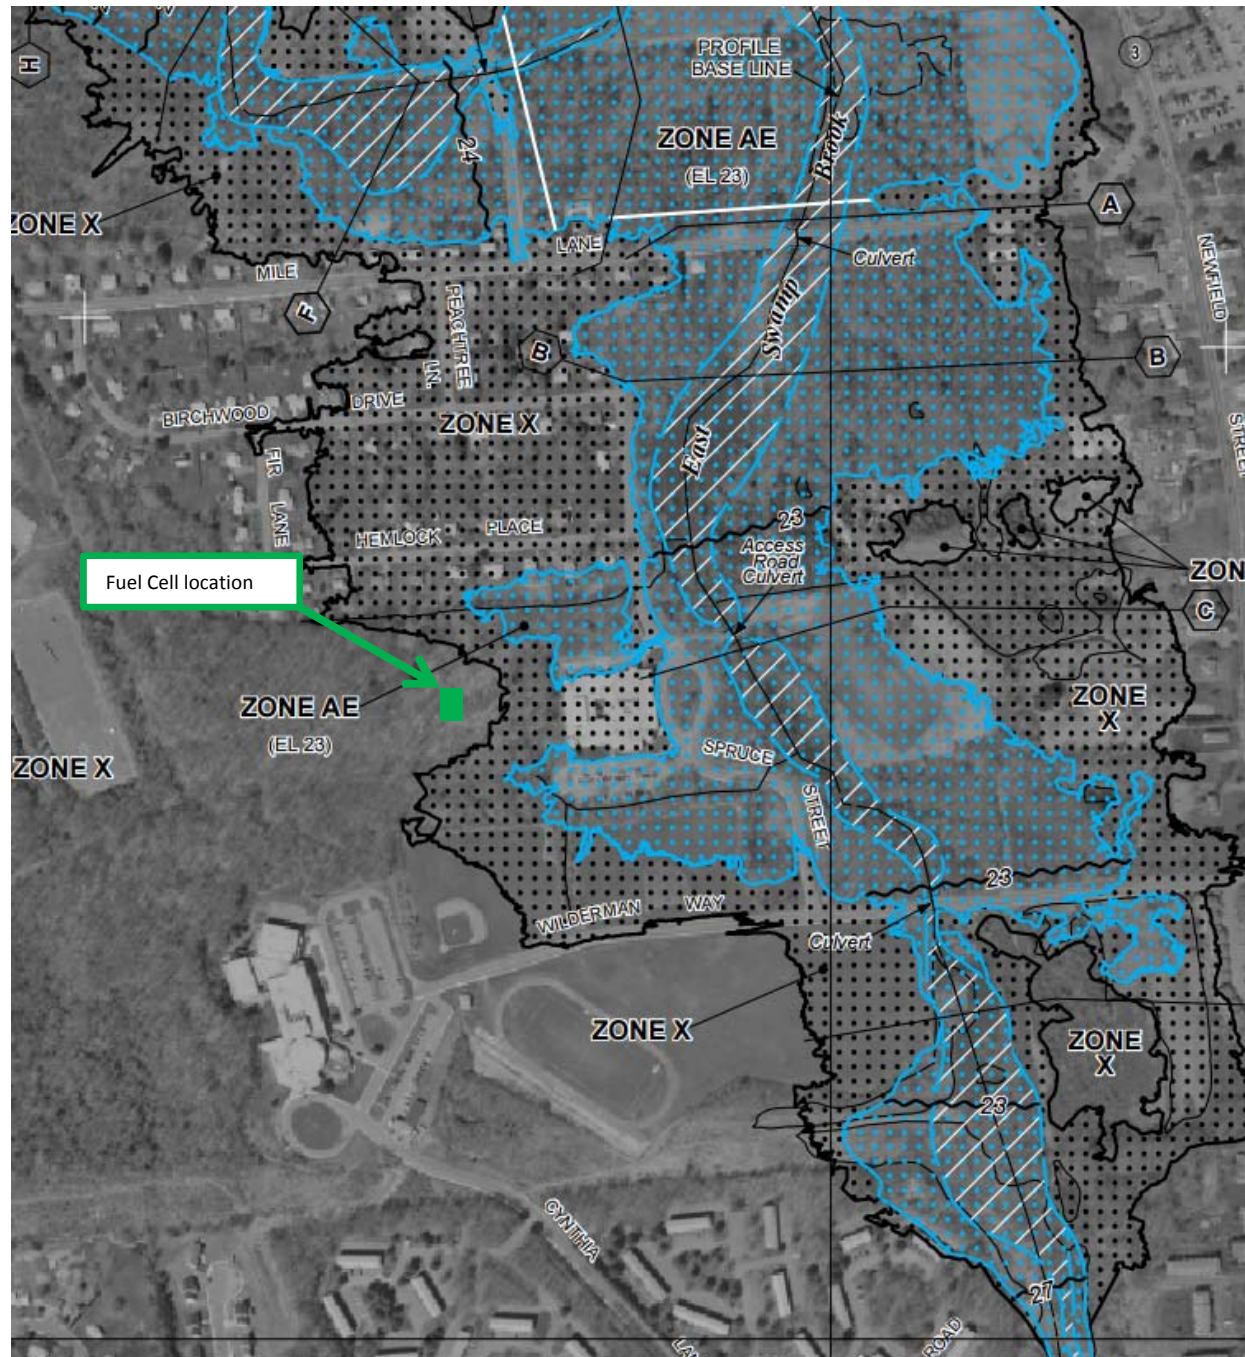 H
PROFILE
BASE LINE
3
ZONE AE
(EL 23)
Brook
24
A
ZONE X
LANE
NEWFIELD
Culvert
MILE
F
PEACHTREE
LN.
Swamp
B
B
DRIVE
BIRCHWOOD
ZONE X
STREET
East
FIR
LANE
23
HEMLOCK
PLACE
Access
Road
Culvert
Fuel Cell location
ZON
C
ZONE AE
(EL 23)
ZONE
X
ZONE X
SPRUCE
STREET
23
WILDERMAN
WAY
Culvert
ZONE X
ZONE
X
23
CYNTHIA
27
ROAD